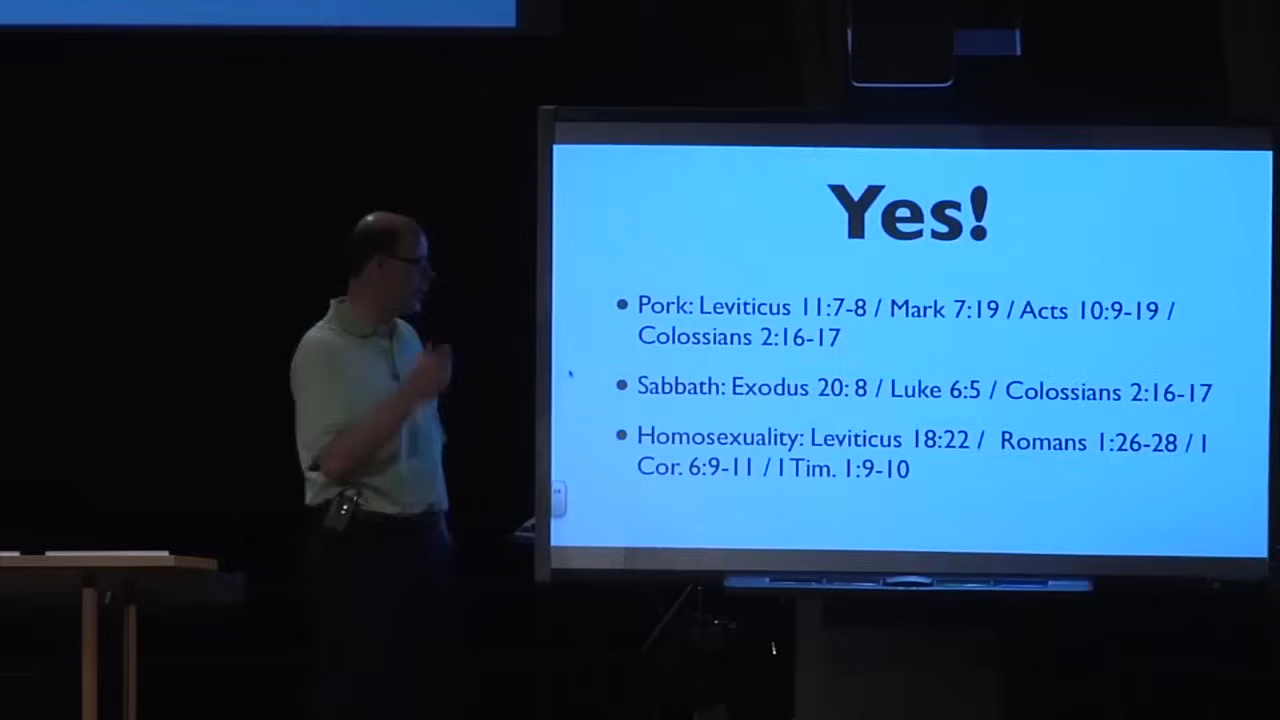 Yes!
• Pork: Leviticus 11:7-8 / Mark 7:19 / Acts 10:9-19 /
Colossians 2:16-17
• Sabbath: Exodus 20: 8 / Luke 6:5 / Colossians 2:16-17
• Homosexuality: Leviticus 18:22 / Romans 1:26-28 / 1
Cor. 6:9-11 / 1 Tim. 1:9-10